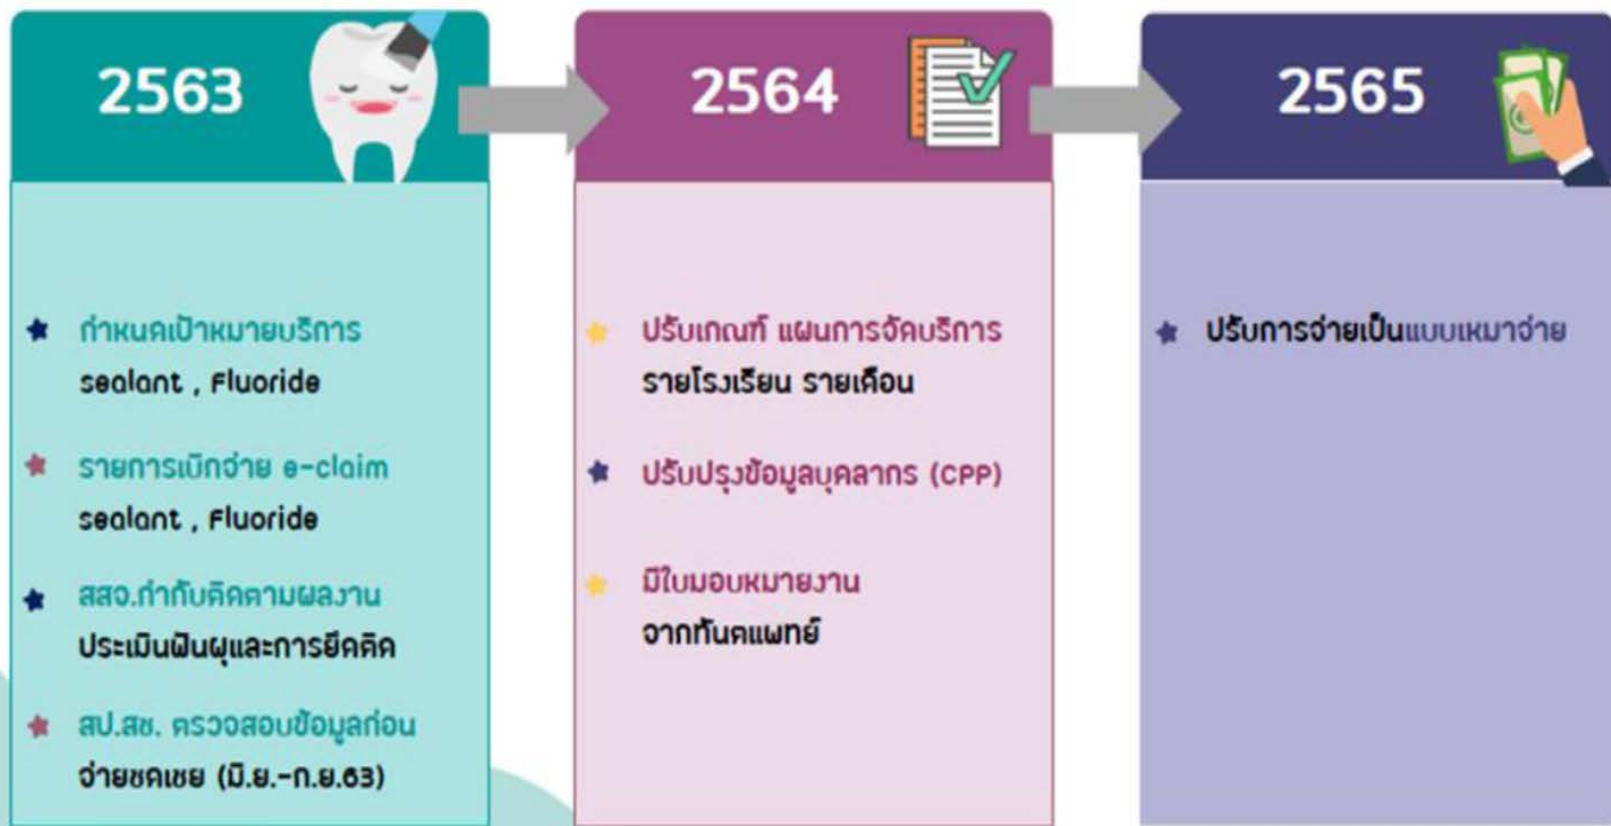 2563
กำหนดเป้าหมายบริการ
sealant , Fluoride
รายการเบิกจ่าย e-claim
sealant , Fluoride
สสจ.กำกับติดตามผลงาน
ประเมินฟันผุและการยึดติด
สป.สช. ตรวจสอบข้อมูลก่อน
จ่ายชดเชย (มิ.ย.-ก.ย.63)
2564
ปรับเกณฑ์ แผนการจัดบริการ
รายโรงเรียน รายเดือน
ปรับปรุงข้อมูลบุคลากร (CPP)
มีใบมอบหมายงาน
จากทันตแพทย์
2565
ปรับการจ่ายเป็นแบบเหมาจ่าย